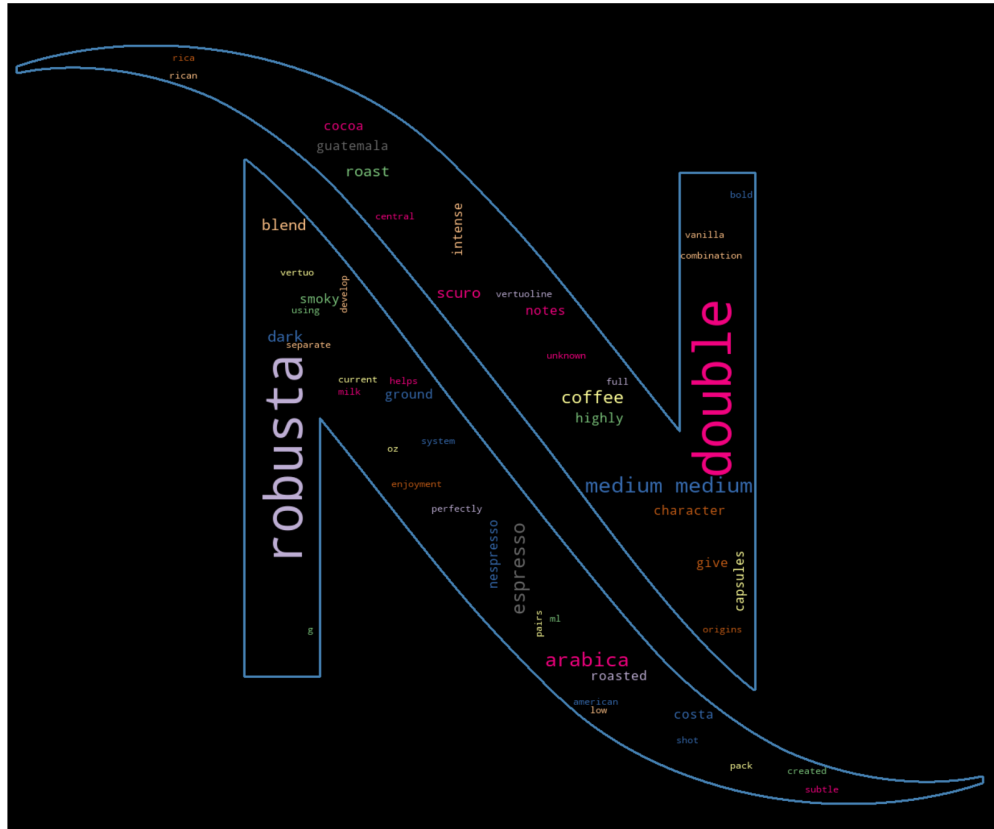 rica
rican
cocoa
guatemala
roast
bold
central
intense
blend
vanilla
combination
vertuo
develop
scuro
vertuoline
smoky
using
notes
double
dark
separate
unknown
robusta
current
helps
full
milk
ground
coffee
highly
system
oz
enjoyment
medium medium
perfectly
character
nespresso
espresso
give
capsules
pairs
ml
g
origins
arabica
roasted
american
low
costa
shot
pack
created
subtle